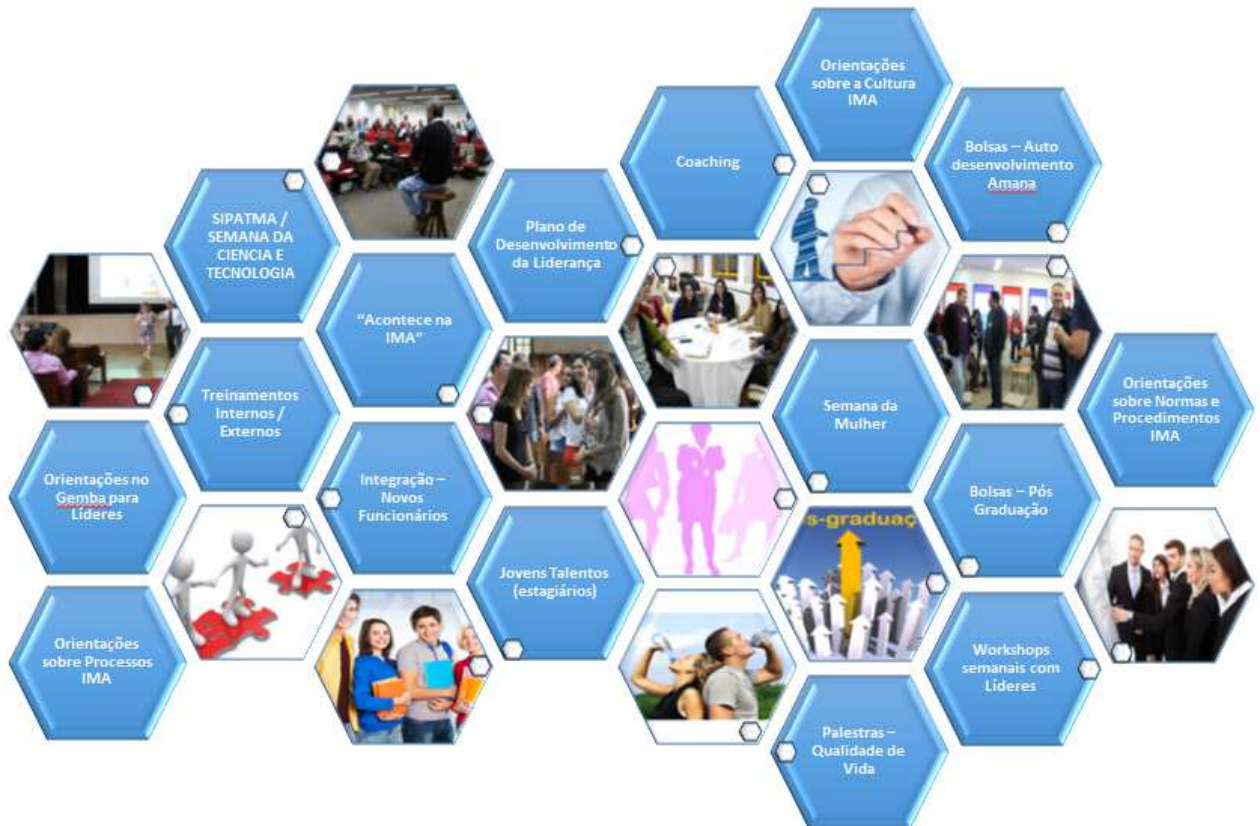 Orientações
sobre a Cultura
IMA
Coaching
Bolsas – Auto
desenvolvimento
Amana
SIPATMA /
SEMANA DA
CIENCIA E
TECNOLOGIA
Plano de
Desenvolvimento
da Liderança
"Acontece na
IMA"
Treinamentos
Internos /
Externos
Semana da
Mulher
Orientações
sobre Normas e
Procedimentos
IMA
Orientações no
Gemba para
Líderes
Integração –
Novos
Funcionários
Bolsas – Pós
Graduação
s-graduaç
Jovens Talentos
(estagiários)
Orientações
sobre Processos
IMA
Workshops
semanais com
Líderes
Palestras –
Qualidade de
Vida